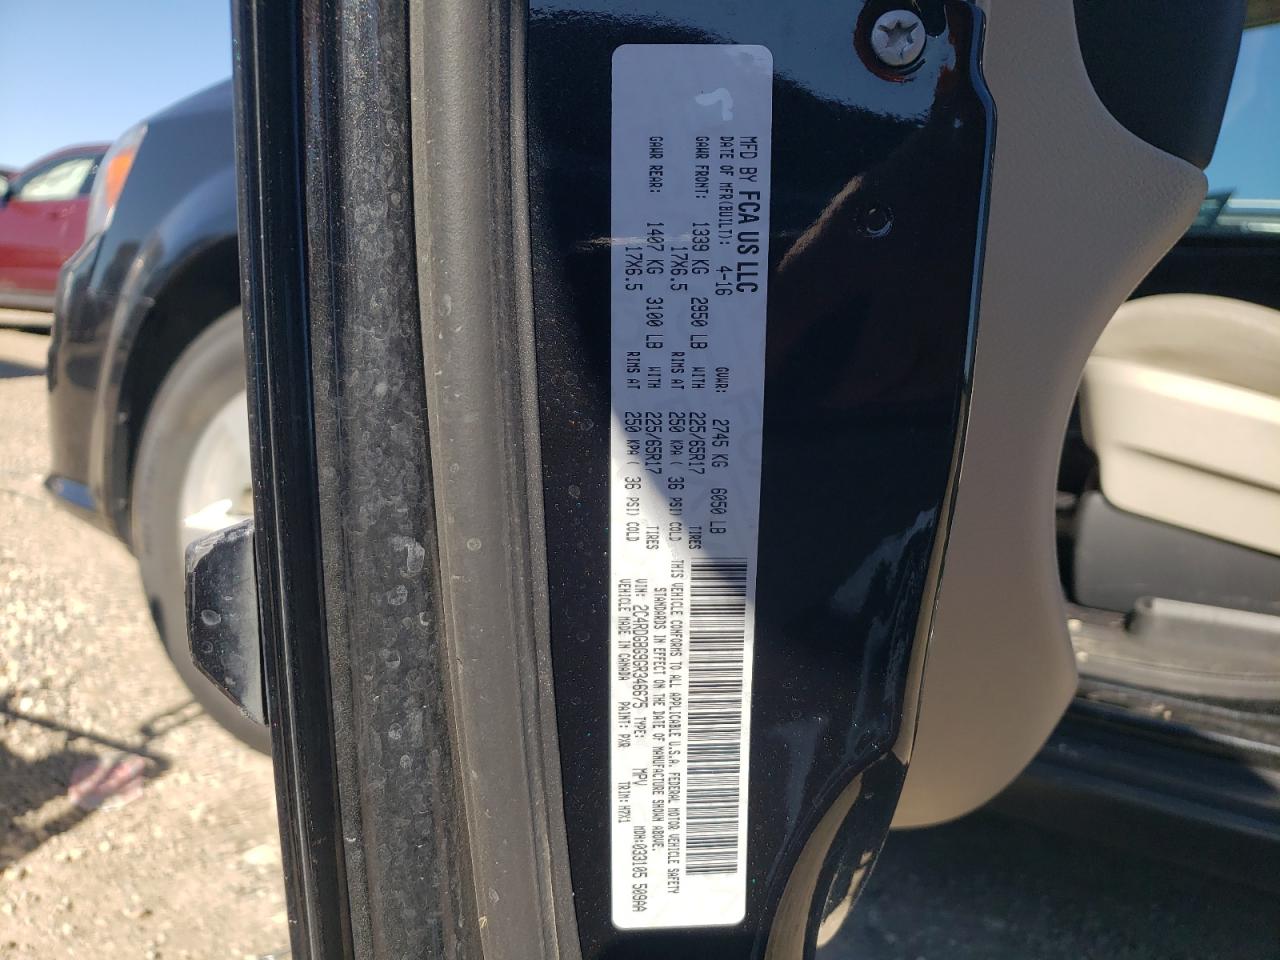 MFD BY FCA US LLC
DATE OF MFR(BUILT): 4-16 GVWR: 2745 KG 6050 LB
GAWR FRONT: 1339 KG 2950 LB WITH 225/65R17 TIRES
17X6.5 RIMS AT 250 KPA( 36 PSI) COLD
GAWR REAR: 1407 KG 3100 LB WITH 225/65R17 TIRES
17X6.5 RIMS AT 250 KPA( 36 PSI) COLD
THIS VEHICLE CONFORMS TO ALL APPLICABLE U.S.A. FEDERAL MOTOR VEHICLE SAFETY
STANDARDS IN EFFECT ON THE DATE OF MANUFACTURE SHOWN ABOVE.
VIN: 2C4RDGBG9GR346675 TYPE: MPV MDH:033105 509AA
VEHICLE MADE IN CANADA PAINT: PXR TRIM: H7X1